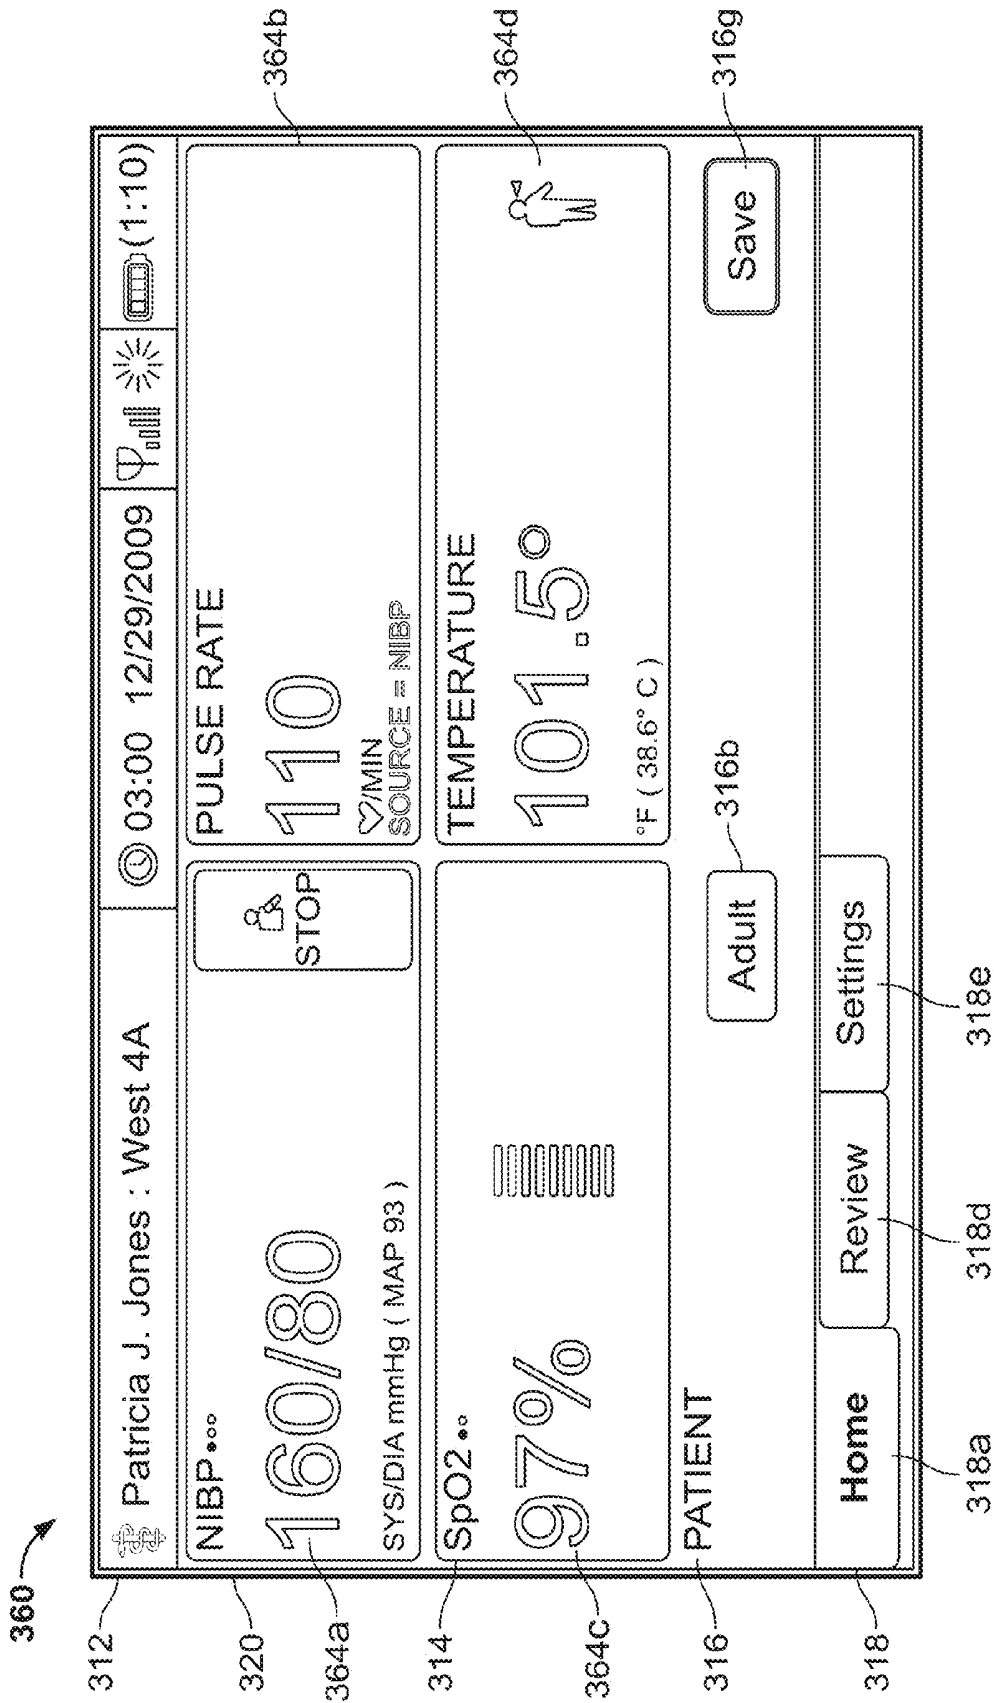 360
312
320
364a
314
364c
316
318
Patricia J. Jones : West 4A
03:00 12/29/2009
(1:10)
NIBP
160/80
SYS/DIA mmHg ( MAP 93 )
STOP
PULSE RATE
110
/MIN
SOURCE = NIBP
364b
SpO2
97%
TEMPERATURE
101.5°
°F ( 38.6° C )
364d
PATIENT
Adult
316b
Save
316g
Home
Review
Settings
318a
318d
318e